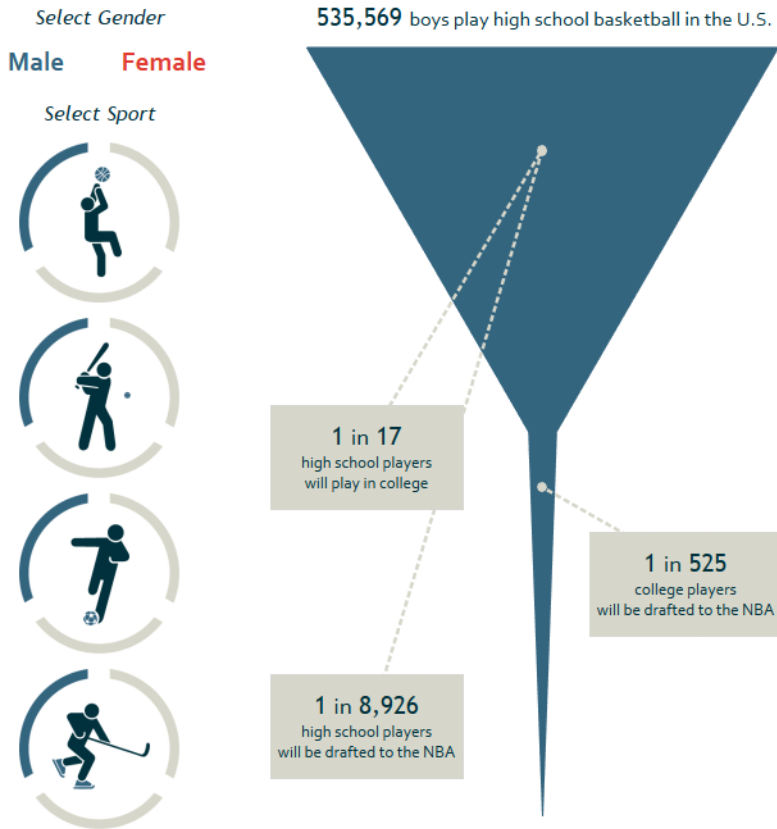 Select Gender
Male Female
Select Sport
535,569 boys play high school basketball in the U.S.
1 in 17
high school players
will play in college
1 in 525
college players
will be drafted to the NBA
1 in 8,926
high school players
will be drafted to the NBA